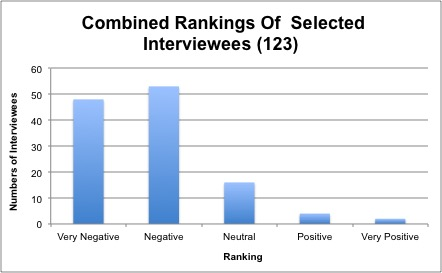 Combined Rankings Of Selected
Interviewees (123)
Numbers of Interviewees
60
50
40
30
20
10
0
Very Negative Negative Neutral Positive Very Positive
Ranking